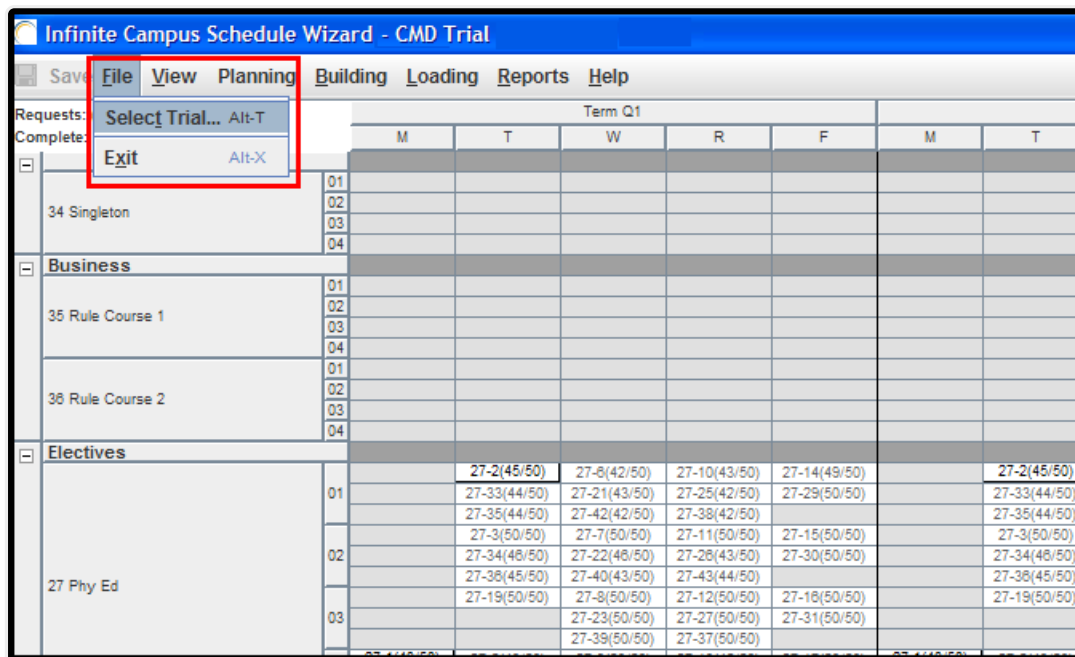 Infinite Campus Schedule Wizard - CMD Trial
Save File View Planning Building Loading Reports Help
Requests: Select Trial... Alt-T Term Q1
Complete: M T W R F M T
Exit Alt-X
01
34 Singleton 02
03
04
Business
01
35 Rule Course 1 02
03
04
01
36 Rule Course 2 02
03
04
Electives
27-2(45/50) 27-6(42/50) 27-10(43/50) 27-14(49/50) 27-2(45/50)
01 27-33(44/50) 27-21(43/50) 27-25(42/50) 27-29(50/50) 27-33(44/50)
27-35(44/50) 27-42(42/50) 27-38(42/50) 27-35(44/50)
27-3(50/50) 27-7(50/50) 27-11(50/50) 27-15(50/50) 27-3(50/50)
02 27-34(46/50) 27-22(46/50) 27-26(43/50) 27-30(50/50) 27-34(46/50)
27 Phy Ed 27-36(45/50) 27-40(43/50) 27-43(44/50) 27-36(45/50)
27-19(50/50) 27-8(50/50) 27-12(50/50) 27-16(50/50) 27-19(50/50)
03 27-23(50/50) 27-27(50/50) 27-31(50/50)
27-39(50/50) 27-37(50/50)